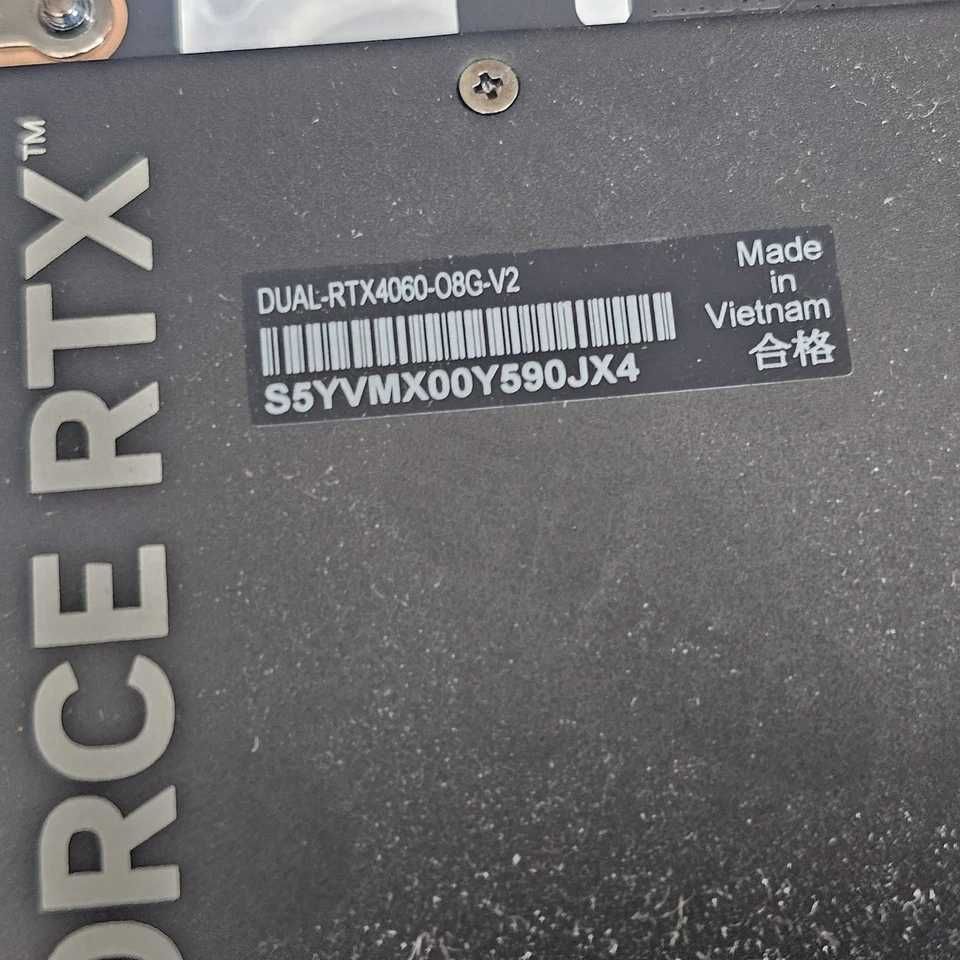 DUAL-RTX4060-O8G-V2
S5YVMX00Y590JX4
Made
in
Vietnam
合格
ORCE RTX™